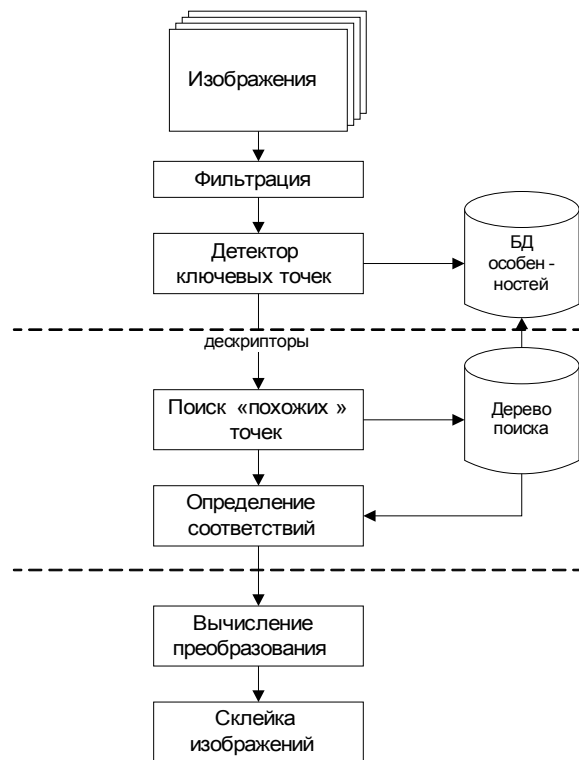 Изображения
Фильтрация
Детектор
ключевых точек
БД
особен -
ностей
дескрипторы
Поиск «похожих »
точек
Дерево
поиска
Определение
соответствий
Вычисление
преобразования
Склейка
изображений